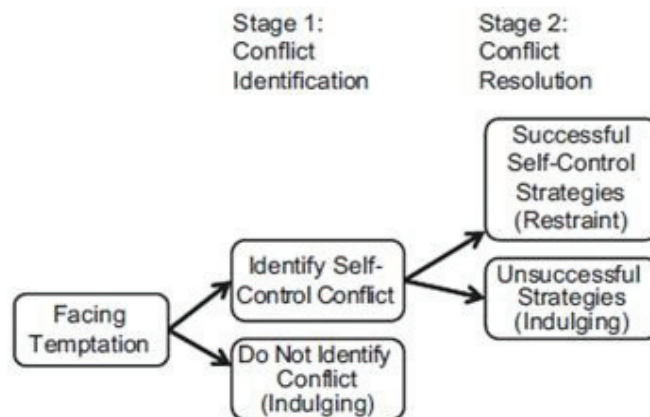 Stage 1:
Conflict
Identification
Stage 2:
Conflict
Resolution
Facing
Temptation
Identify Self-
Control Conflict
Do Not Identify
Conflict
(Indulging)
Successful
Self-Control
Strategies
(Restraint)
Unsuccessful
Strategies
(Indulging)